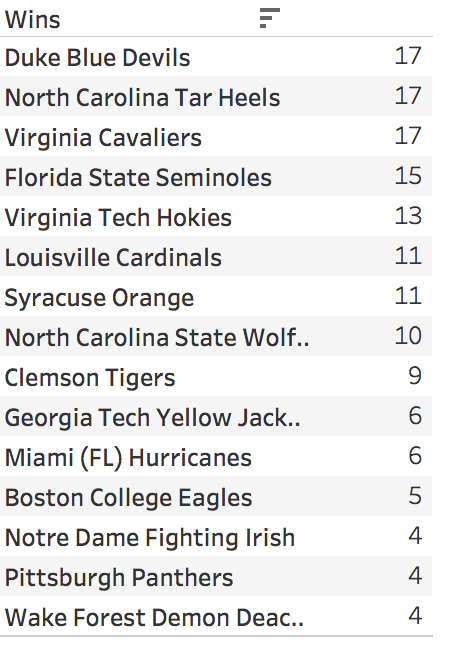 Wins
Duke Blue Devils 17
North Carolina Tar Heels 17
Virginia Cavaliers 17
Florida State Seminoles 15
Virginia Tech Hokies 13
Louisville Cardinals 11
Syracuse Orange 11
North Carolina State Wolf.. 10
Clemson Tigers 9
Georgia Tech Yellow Jack.. 6
Miami (FL) Hurricanes 6
Boston College Eagles 5
Notre Dame Fighting Irish 4
Pittsburgh Panthers 4
Wake Forest Demon Deac.. 4